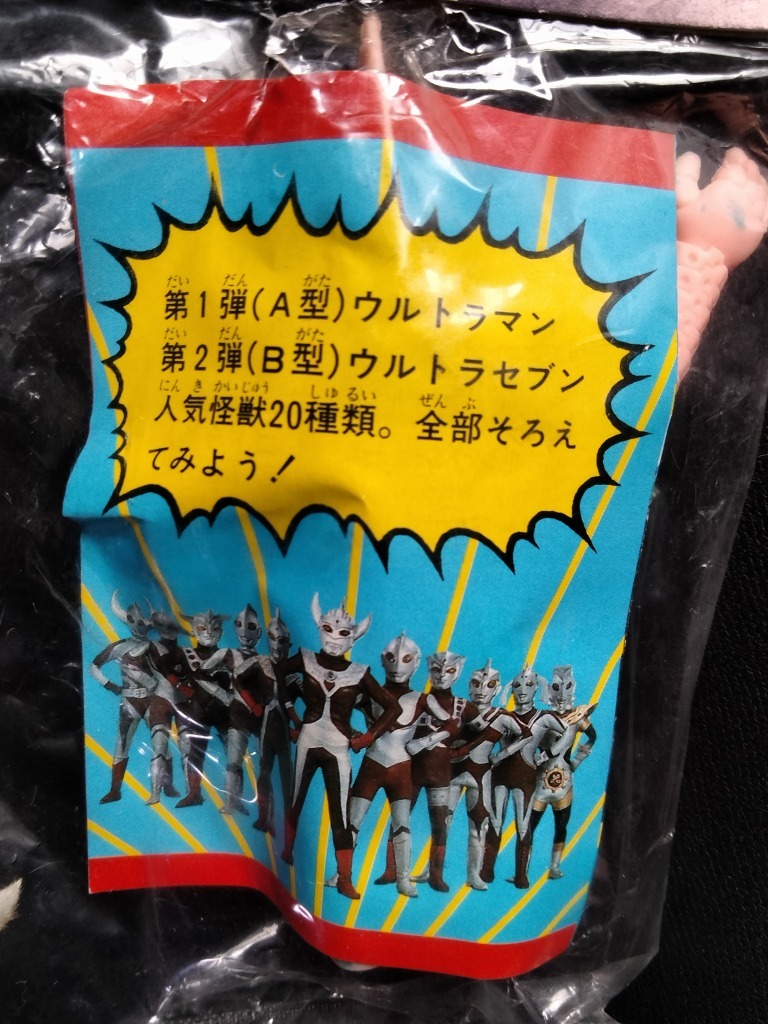 第1弾(A型)ウルトラマン
第2弾(B型)ウルトラセブン
人気怪獣20種類。全部そろえ
てみよう！